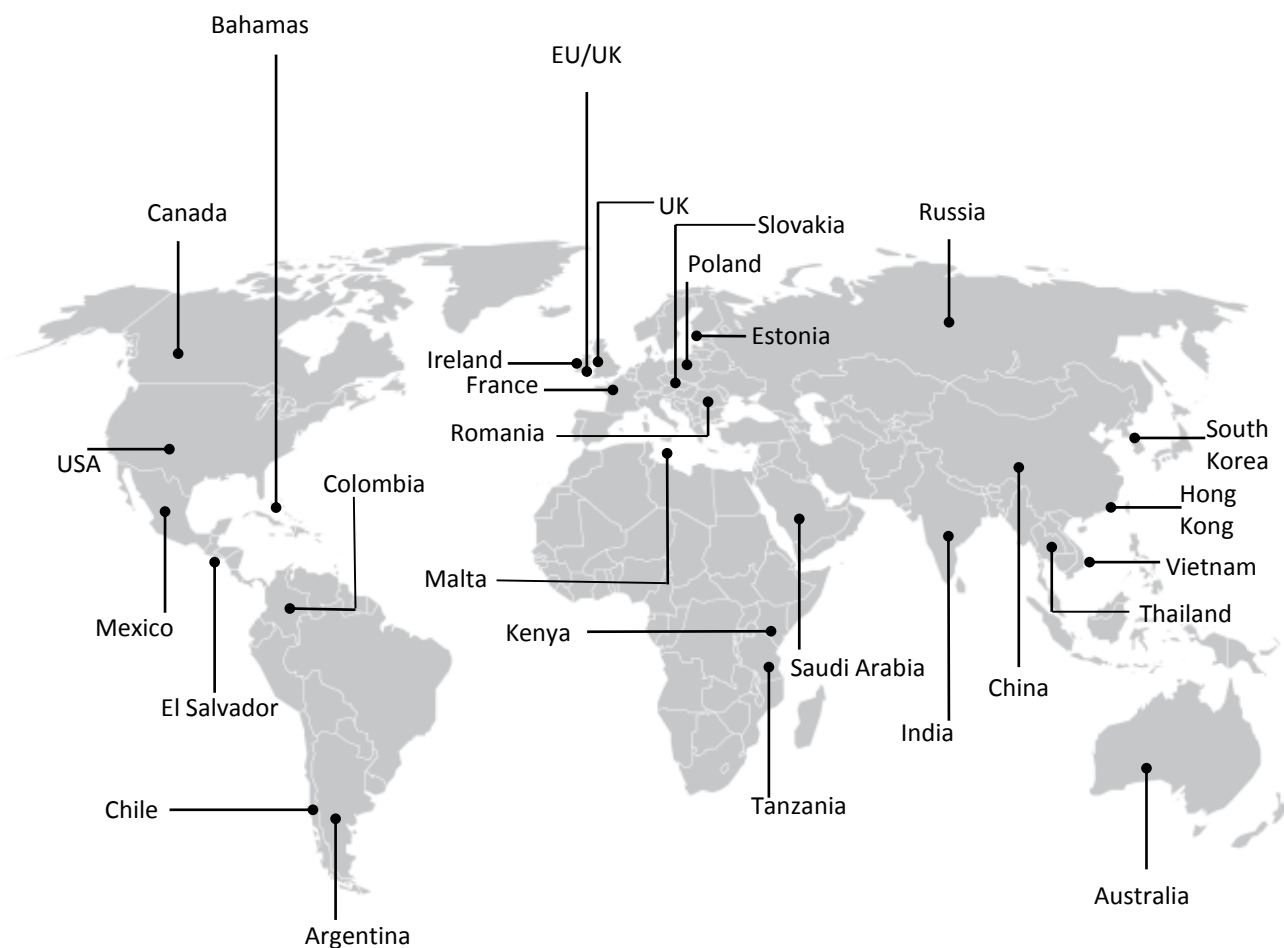 Bahamas
EU/UK
Canada
UK
Russia
Slovakia
Poland
Estonia
Ireland
France
Romania
South
Korea
USA
Colombia
Hong
Kong
Malta
Vietnam
Thailand
Mexico
Kenya
Saudi Arabia
China
El Salvador
India
Chile
Tanzania
Australia
Argentina